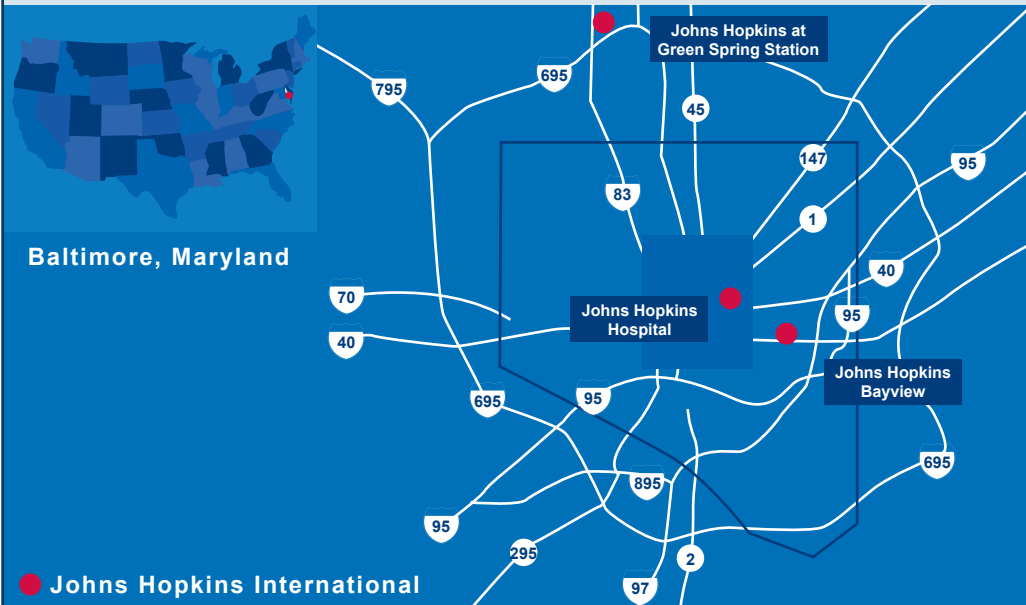 Johns Hopkins at
Green Spring Station
795
695
45
147
95
83
1
Baltimore, Maryland
40
70
Johns Hopkins
Hospital
95
40
Johns Hopkins
Bayview
695
95
695
895
95
295
2
97
Johns Hopkins International